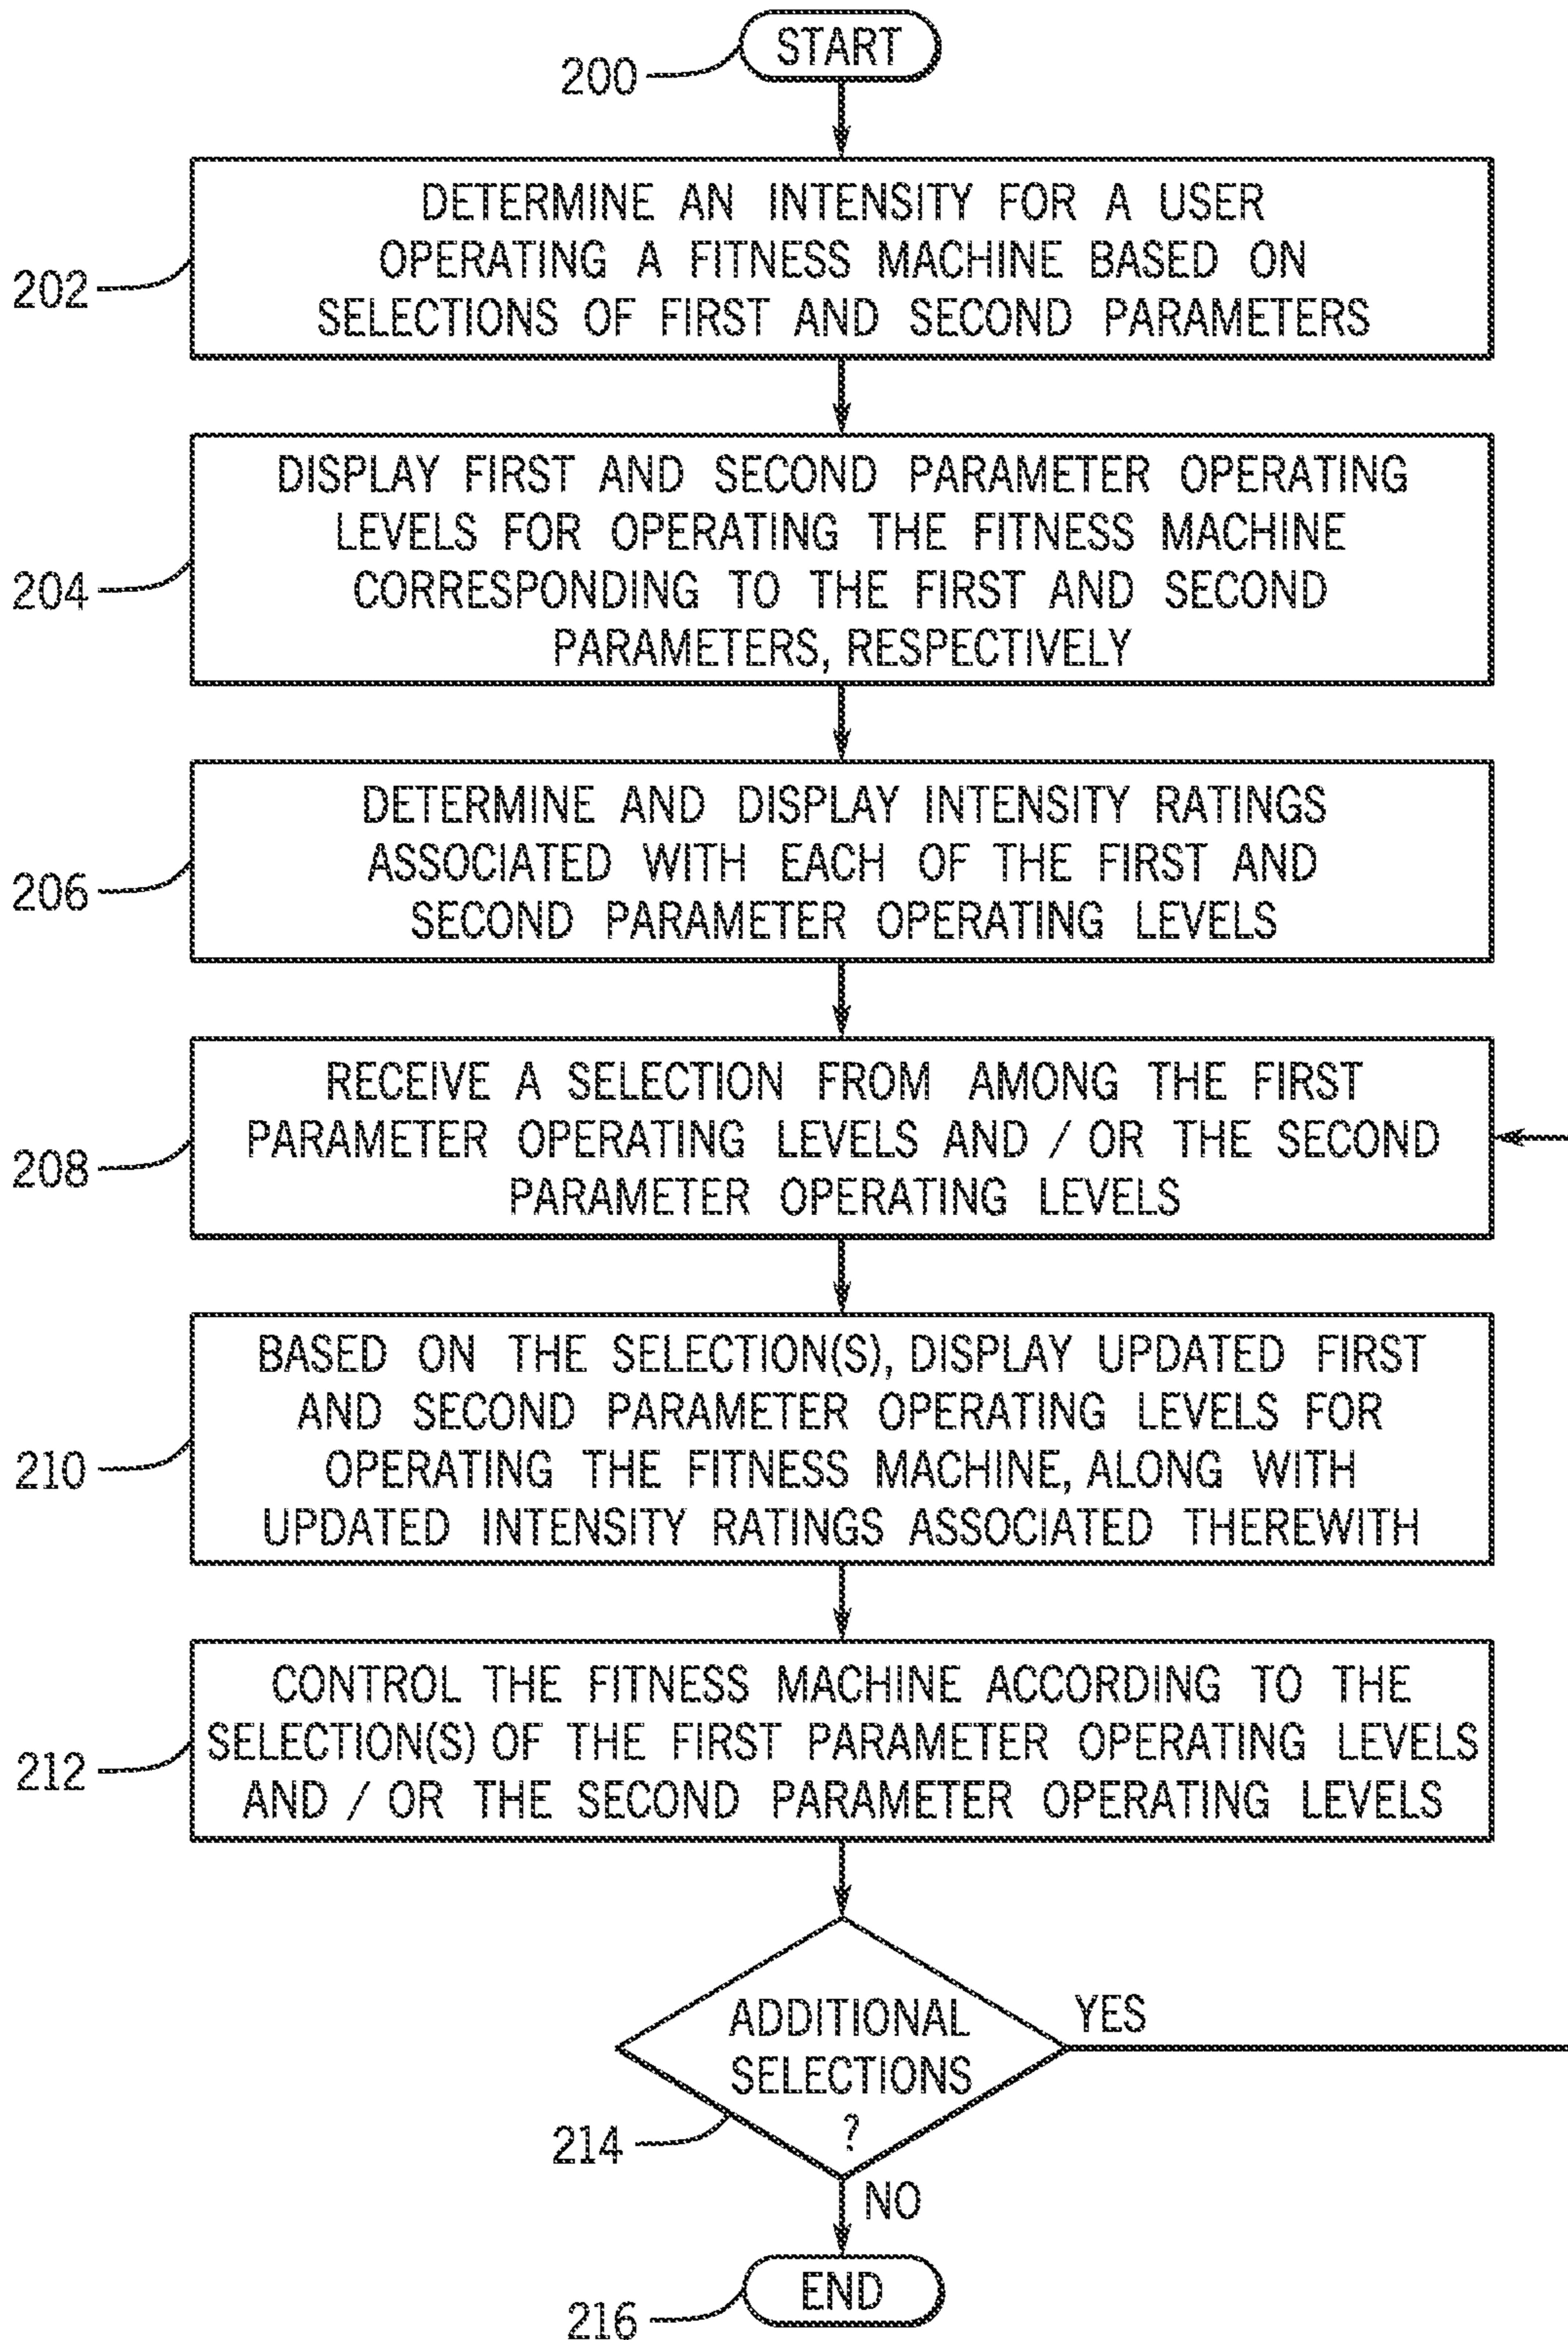 START
200
DETERMINE AN INTENSITY FOR A USER
OPERATING A FITNESS MACHINE BASED ON
SELECTIONS OF FIRST AND SECOND PARAMETERS
202
DISPLAY FIRST AND SECOND PARAMETER OPERATING
LEVELS FOR OPERATING THE FITNESS MACHINE
CORRESPONDING TO THE FIRST AND SECOND
PARAMETERS, RESPECTIVELY
204
DETERMINE AND DISPLAY INTENSITY RATINGS
ASSOCIATED WITH EACH OF THE FIRST AND
SECOND PARAMETER OPERATING LEVELS
206
RECEIVE A SELECTION FROM AMONG THE FIRST
PARAMETER OPERATING LEVELS AND / OR THE SECOND
PARAMETER OPERATING LEVELS
208
BASED ON THE SELECTION(S), DISPLAY UPDATED FIRST
AND SECOND PARAMETER OPERATING LEVELS FOR
OPERATING THE FITNESS MACHINE, ALONG WITH
UPDATED INTENSITY RATINGS ASSOCIATED THEREWITH
210
CONTROL THE FITNESS MACHINE ACCORDING TO THE
SELECTION(S) OF THE FIRST PARAMETER OPERATING LEVELS
AND / OR THE SECOND PARAMETER OPERATING LEVELS
212
ADDITIONAL
SELECTIONS
?
YES
214
NO
END
216